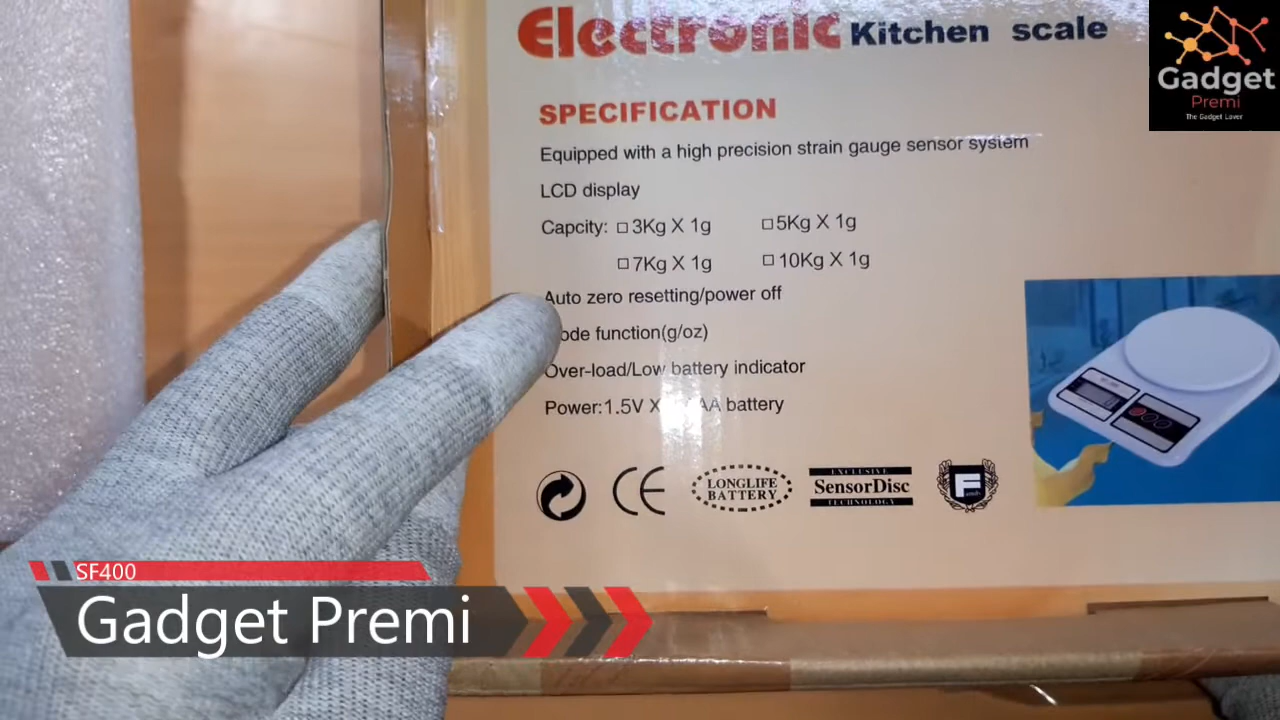 Electronic Kitchen scale
Gadget
Premi
The Gadget Lover
SPECIFICATION
Equipped with a high precision strain gauge sensor system
LCD display
Capcity: □3Kg X 1g □5Kg X 1g
□7Kg X 1g □10Kg X 1g
Auto zero resetting/power off
function(g/oz)
Over-load/Low battery indicator
Power:1.5V X AA battery
CE
LONGLIFE
BATTERY
EXCLUSIVE
SensorDisc
TECHNOLOGY
F
SF400
Gadget Premi